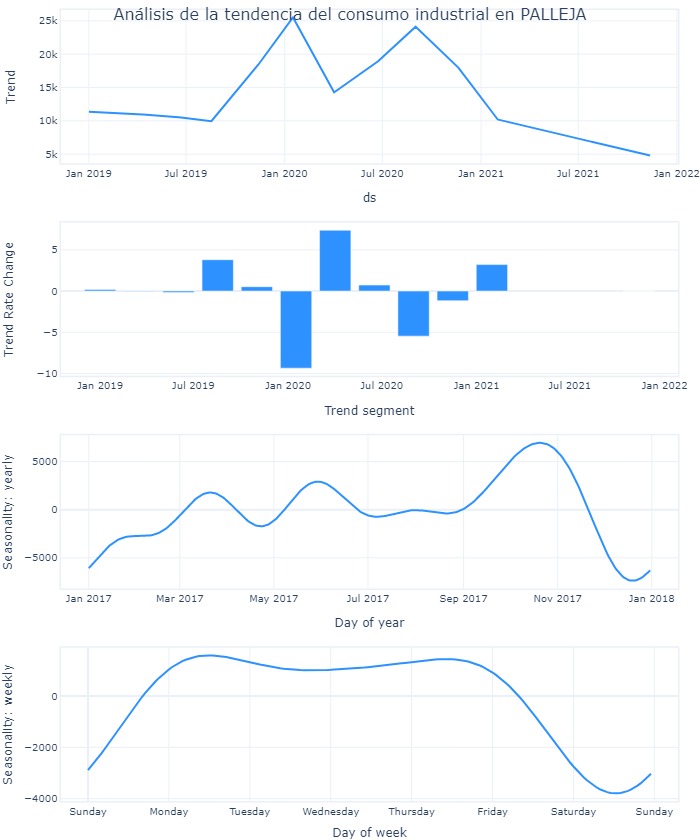 Análisis de la tendencia del consumo industrial en PALLEJA
Trend
25k
20k
15k
10k
5k
Jan 2019 Jul 2019 Jan 2020 Jul 2020 Jan 2021 Jul 2021 Jan 2022
ds
Trend Rate Change
5
0
−5
−10
Jan 2019 Jul 2019 Jan 2020 Jul 2020 Jan 2021 Jul 2021 Jan 2022
Trend segment
Seasonality: yearly
5000
0
−5000
Jan 2017 Mar 2017 May 2017 Jul 2017 Sep 2017 Nov 2017 Jan 2018
Day of year
Seasonality: weekly
0
−2000
−4000
Sunday Monday Tuesday Wednesday Thursday Friday Saturday Sunday
Day of week